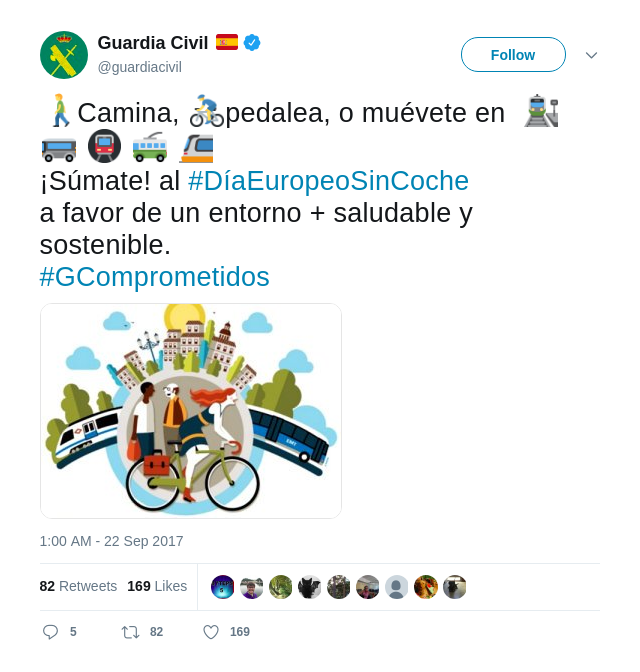 Guardia Civil 🇪🇸
@guardiacivil
Follow
🚶Camina, 🚴pedalea, o muévete en 🚉
🚌 🚇 🚎 🚈
¡Súmate! al #DíaEuropeoSinCoche
a favor de un entorno + saludable y
sostenible.
#GComprometidos
EMT
1:00 AM - 22 Sep 2017
82 Retweets 169 Likes
5 82 169